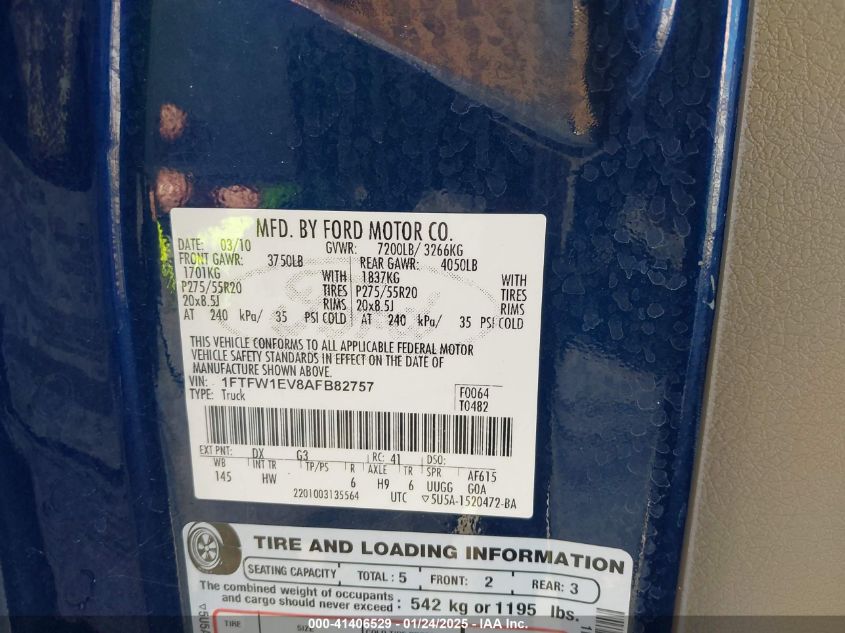 MFD. BY FORD MOTOR CO.
DATE: 03/10 GVWR: 7200LB/ 3266KG
FRONT GAWR: 3750LB REAR GAWR: 4050LB
1701KG WITH 1837KG WITH
P275/55R20 TIRES P275/55R20 TIRES
20x8.5J RIMS 20x8.5J RIMS
AT 240 kPa/ 35 PSI COLD AT 240 kPa/ 35 PSI COLD
THIS VEHICLE CONFORMS TO ALL APPLICABLE FEDERAL MOTOR
VEHICLE SAFETY STANDARDS IN EFFECT ON THE DATE OF
MANUFACTURE SHOWN ABOVE.
VIN: 1FTFW1EV8AFB82757 F0064
TYPE: Truck T0482
EXT PNT: DX G3 RC: 41 DSO:
WB INT TR TP/PS R AXLE TR SPR AF615
145 HW 6 H9 6 UUGG GOA
2201003135564 UTC ▽5U5A-1520472-BA
TIRE AND LOADING INFORMATION
SEATING CAPACITY TOTAL: 5 FRONT: 2 REAR: 3
The combined weight of occupants
and cargo should never exceed: 542 kg or 1195 lbs.
TIRE SIZE
000-41406529 - 01/24/2025 - IAA Inc.